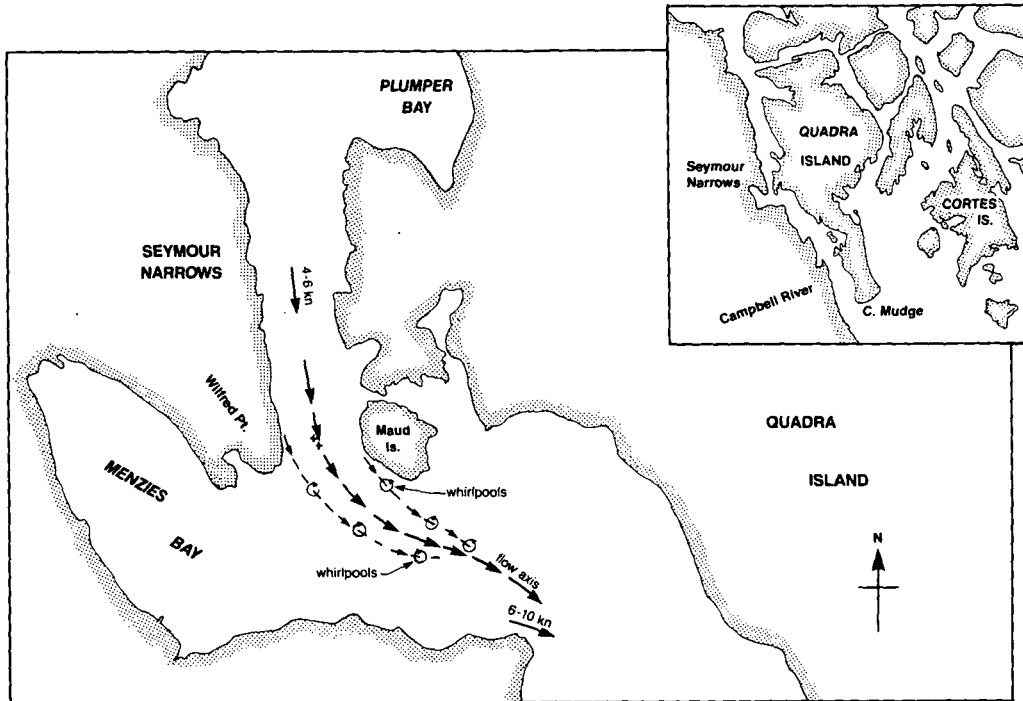 PLUMPER
BAY
SEYMOUR
NARROWS
4-6 kn
Wilfred Pt.
Maud
Is.
MENZIES
BAY
whirlpools
whirlpools
flow axis
6-10 kn
QUADRA
ISLAND
N
QUADRA
ISLAND
Seymour
Narrows
CORTES
IS.
Campbell River
C. Mudge